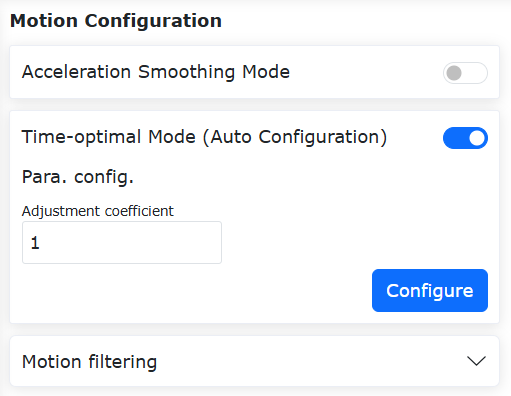 Motion Configuration
Acceleration Smoothing Mode
Time-optimal Mode (Auto Configuration)
Para. config.
Adjustment coefficient
1
Configure
Motion filtering